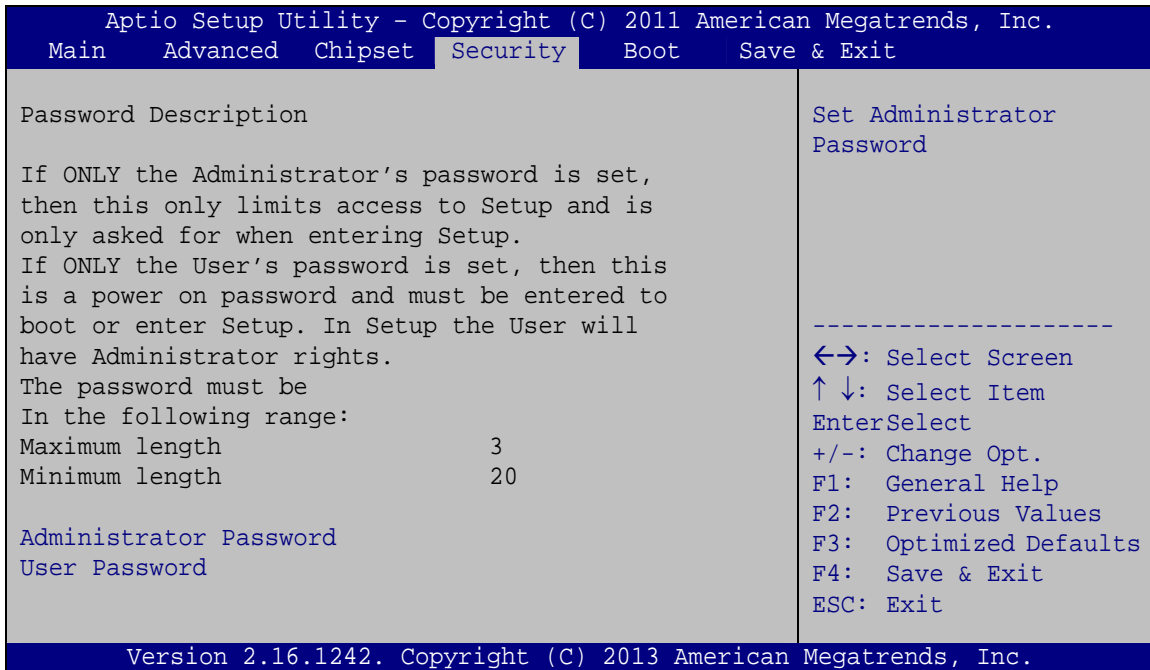 Aptio Setup Utility – Copyright (C) 2011 American Megatrends, Inc.
Main Advanced Chipset Security Boot Save & Exit
Password Description
If ONLY the Administrator's password is set,
then this only limits access to Setup and is
only asked for when entering Setup.
If ONLY the User's password is set, then this
is a power on password and must be entered to
boot or enter Setup. In Setup the User will
have Administrator rights.
The password must be
In the following range:
Maximum length 3
Minimum length 20
Administrator Password
User Password
Set Administrator
Password
---------------------
←→: Select Screen
↑ ↓: Select Item
EnterSelect
+/-: Change Opt.
F1: General Help
F2: Previous Values
F3: Optimized Defaults
F4: Save & Exit
ESC: Exit
Version 2.16.1242. Copyright (C) 2013 American Megatrends, Inc.